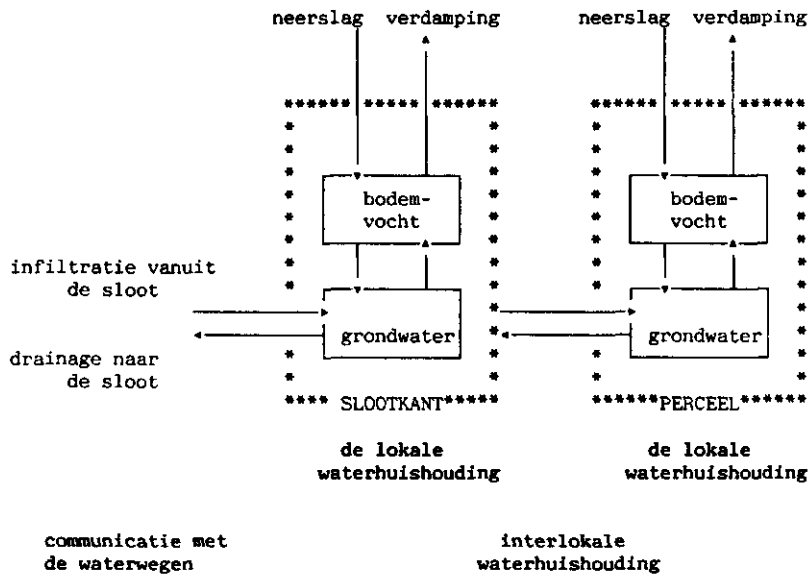 neerslag verdamping neerslag verdamping
bodem-
vocht
bodem-
vocht
infiltratie vanuit
de sloot
grondwater
grondwater
drainage naar
de sloot
SLOOTKANT
PERCEEL
de lokale
waterhuishouding
de lokale
waterhuishouding
communicatie met
de waterwegen
interlokale
waterhuishouding